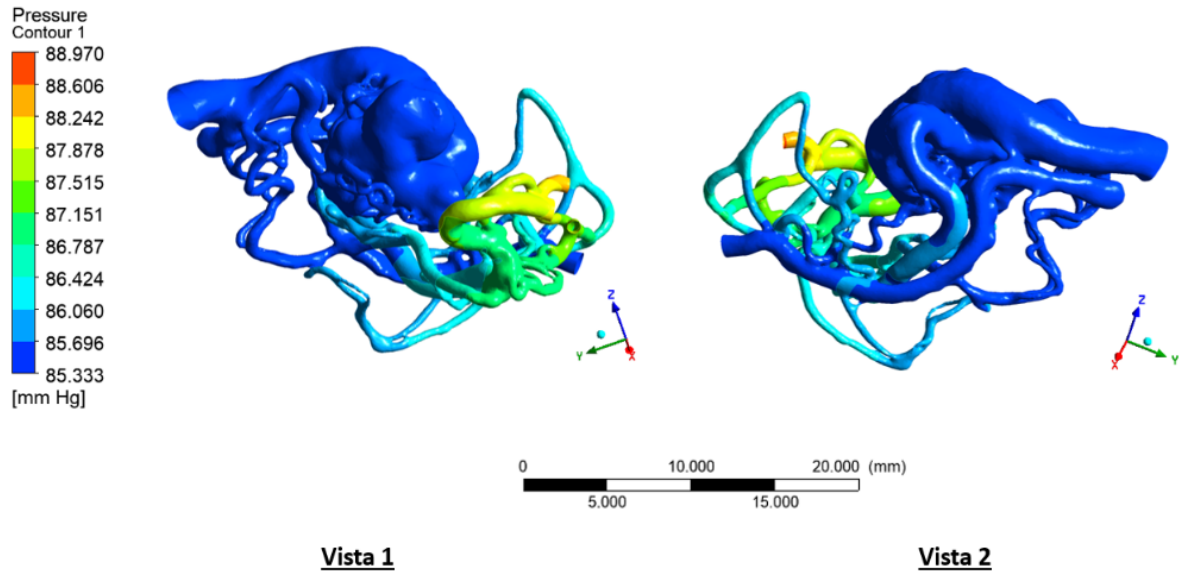 Pressure
Contour 1
88.970
88.606
88.242
87.878
87.515
87.151
86.787
86.424
86.060
85.696
85.333
[mm Hg]
Z
Y
X
Z
Y
X
0 10.000 20.000 (mm)
5.000 15.000
Vista 1 Vista 2